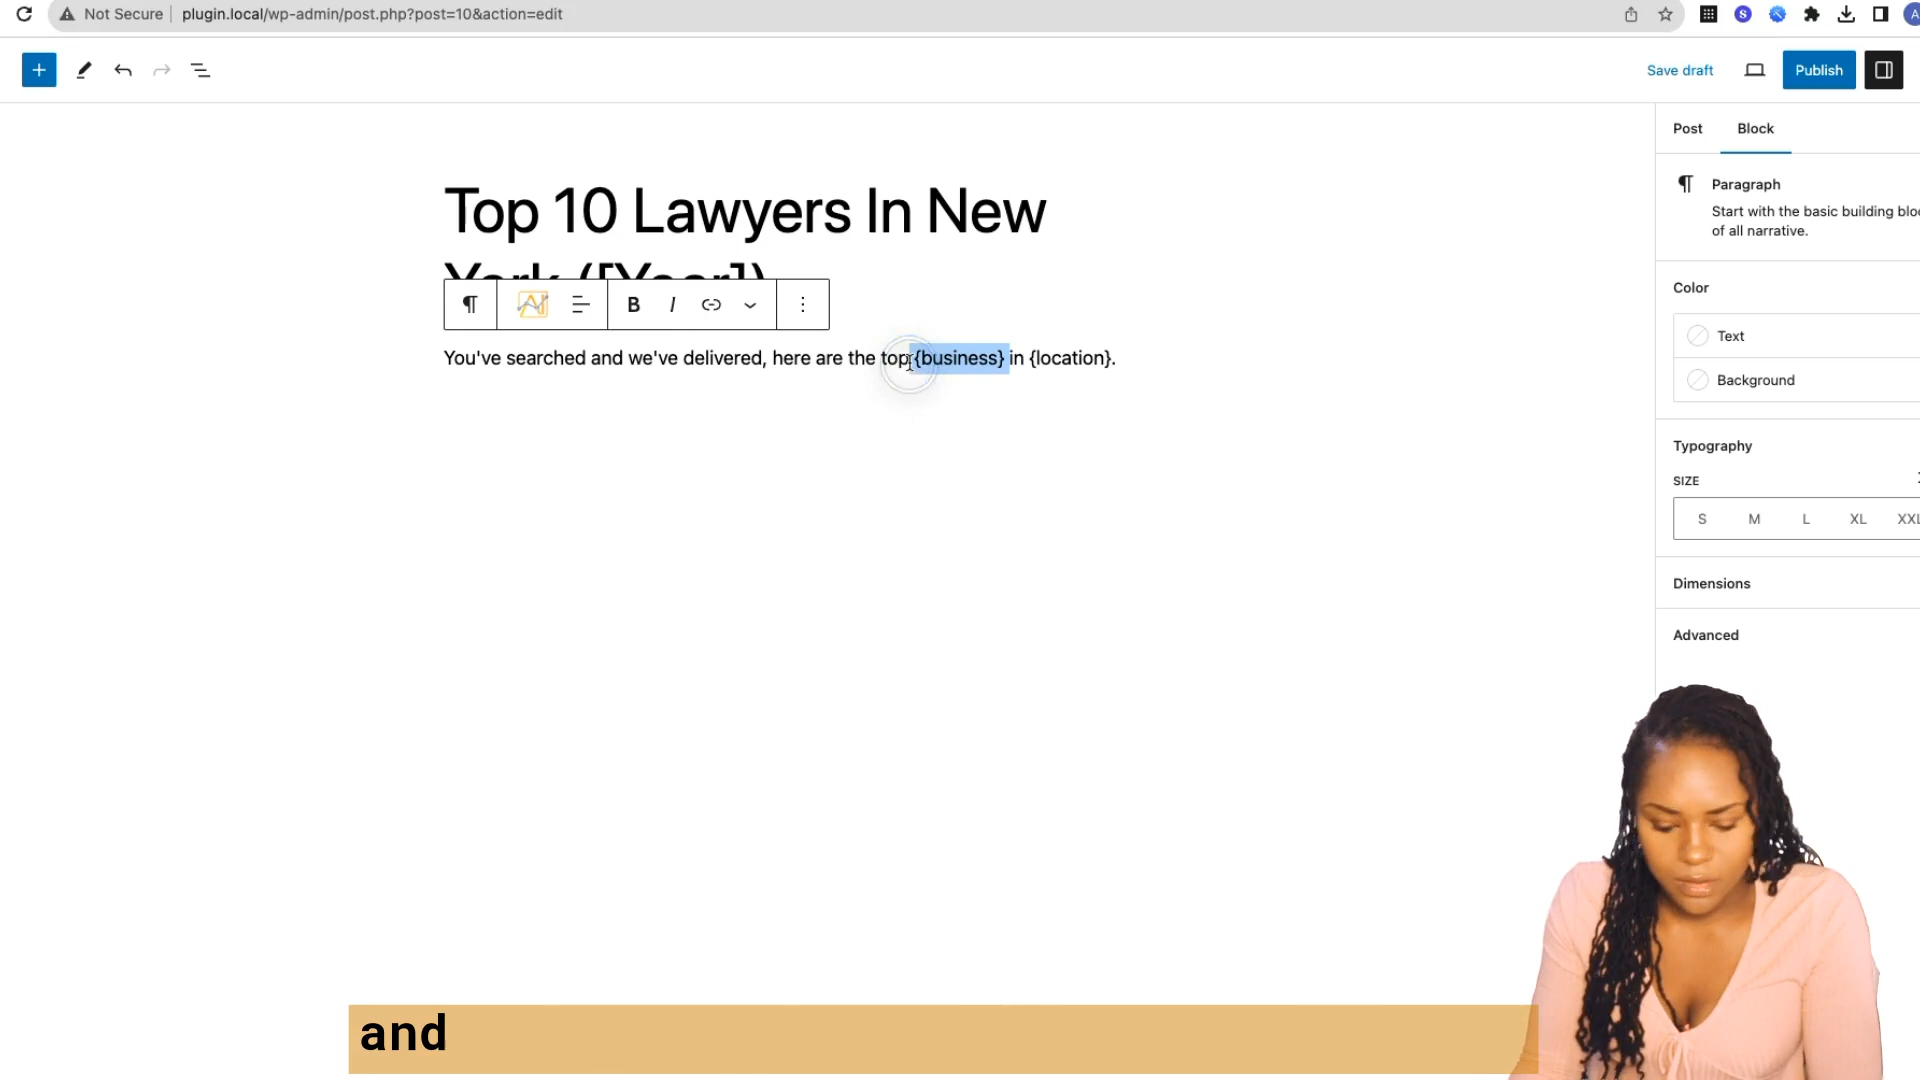 Not Secure
plugin.local/wp-admin/post.php?post=10&action=edit
S
A
Save draft
Publish
Post
Block
Top 10 Lawyers In New
York ([Year])
Paragraph
Start with the basic building
of all narrative.
B I
You've searched and we've delivered, here are the top {business} in {location}.
Color
Text
Background
Typography
SIZE
S M L XL XXL
Dimensions
Advanced
and